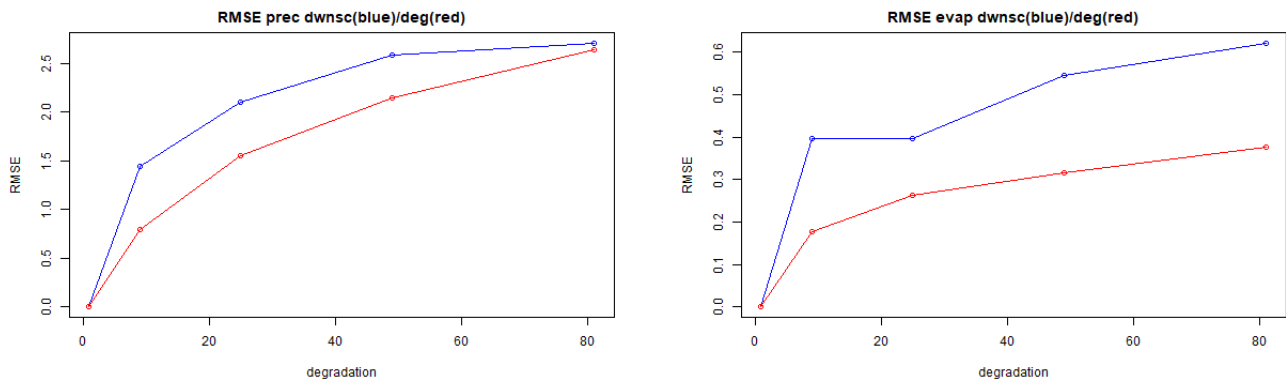 RMSE prec dwnsc(blue)/deg(red)
RMSE
0.0 0.5 1.0 1.5 2.0 2.5
0 20 40 60 80
degradation
RMSE evap dwnsc(blue)/deg(red)
RMSE
0.0 0.1 0.2 0.3 0.4 0.5 0.6
0 20 40 60 80
degradation